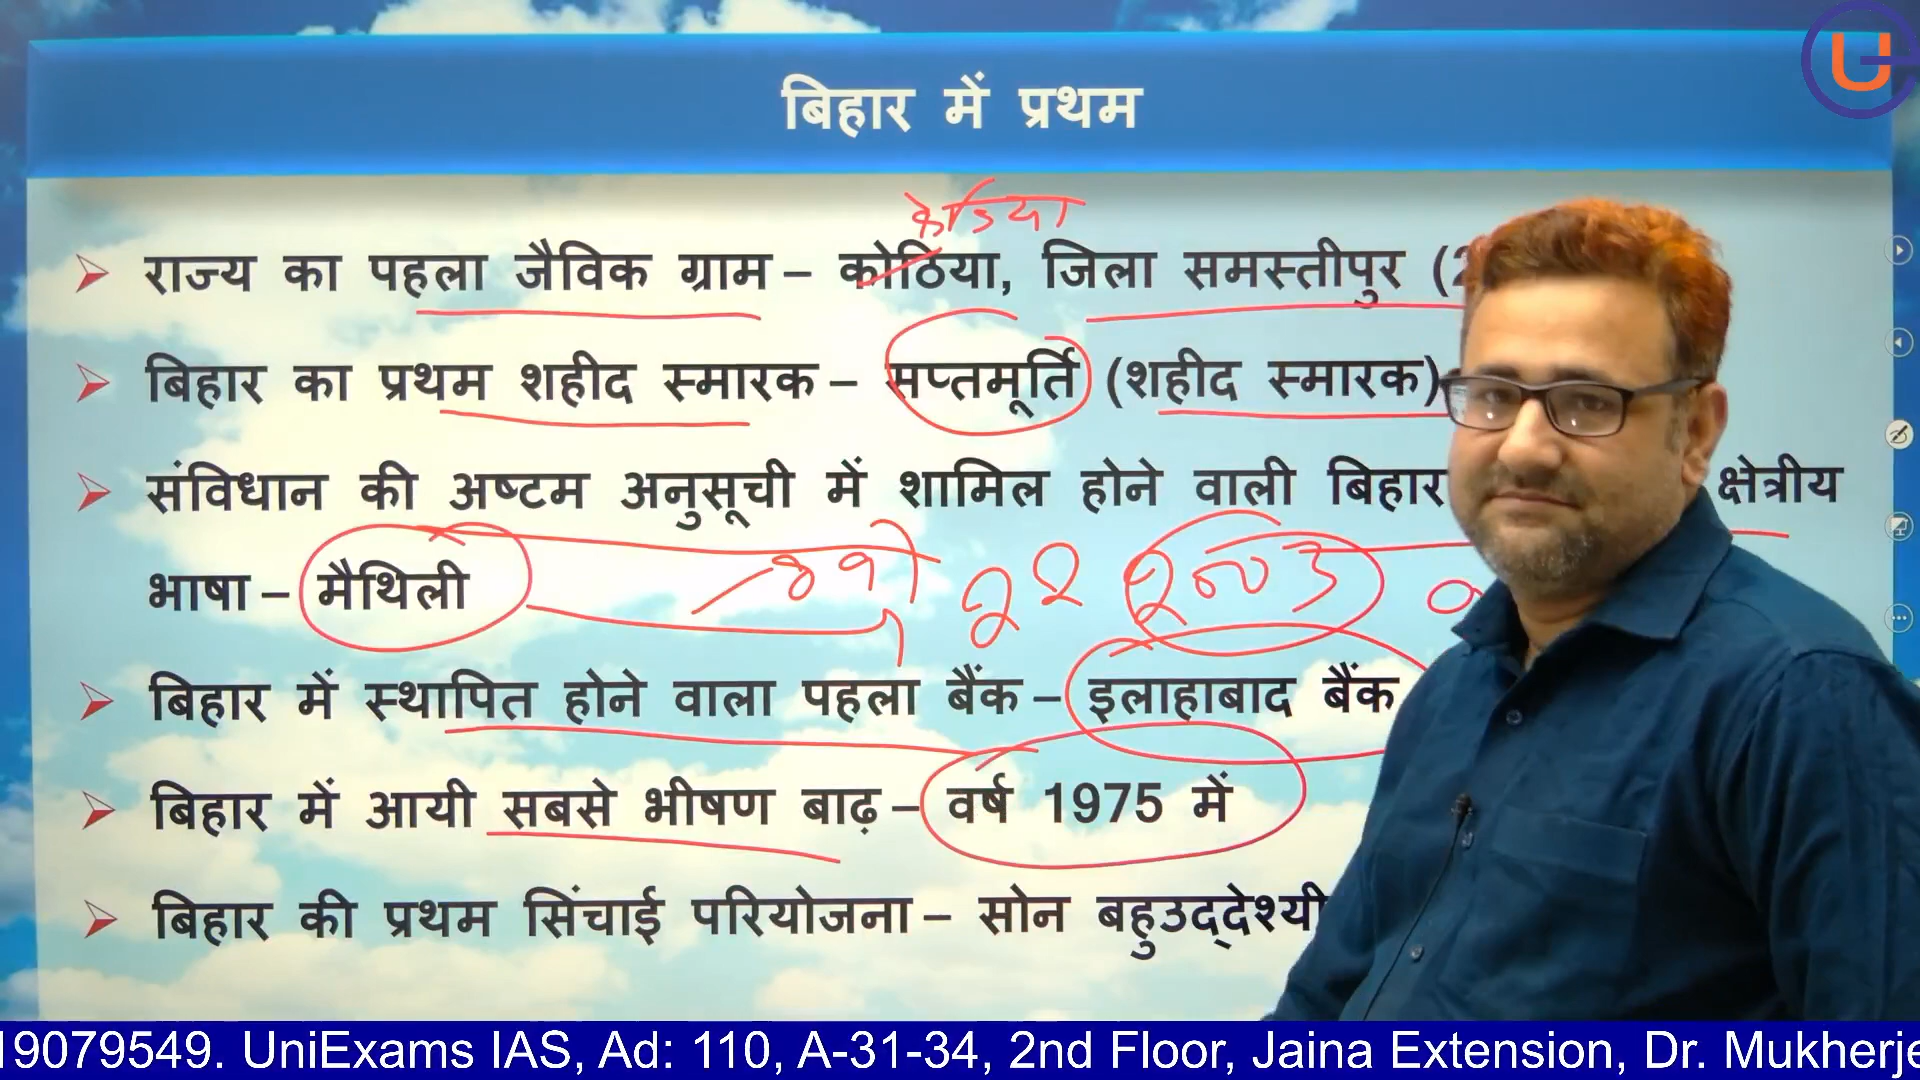 बिहार में प्रथम
केडिया
राज्य का पहला जैविक ग्राम – कोठिया, जिला समस्तीपुर (2
बिहार का प्रथम शहीद स्मारक – सप्तमूर्ति (शहीद स्मारक)
संविधान की अष्टम अनुसूची में शामिल होने वाली बिहार क्षेत्रीय
भाषा – मैथिली 22 2003
बिहार में स्थापित होने वाला पहला बैंक – इलाहाबाद बैंक
बिहार में आयी सबसे भीषण बाढ़ – वर्ष 1975 में
बिहार की प्रथम सिंचाई परियोजना – सोन बहुउद्देश्यी
19079549. UniExams IAS, Ad: 110, A-31-34, 2nd Floor, Jaina Extension, Dr. Mukherje